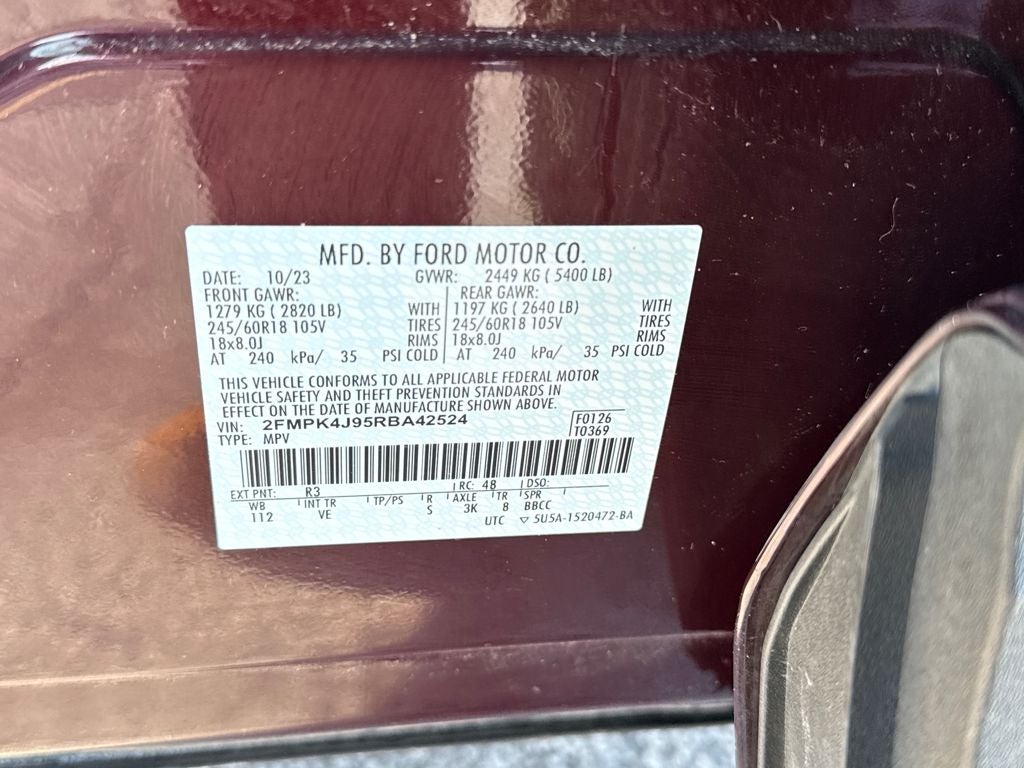 MFD. BY FORD MOTOR CO.
DATE: 10/23 GVWR: 2449 KG ( 5400 LB)
FRONT GAWR: REAR GAWR:
1279 KG ( 2820 LB) WITH 1197 KG ( 2640 LB) WITH
245/60R18 105V TIRES 245/60R18 105V TIRES
18x8.0J RIMS 18x8.0J RIMS
AT 240 kPa/ 35 PSI COLD AT 240 kPa/ 35 PSI COLD
THIS VEHICLE CONFORMS TO ALL APPLICABLE FEDERAL MOTOR
VEHICLE SAFETY AND THEFT PREVENTION STANDARDS IN
EFFECT ON THE DATE OF MANUFACTURE SHOWN ABOVE.
VIN: 2FMPK4J95RBA42524 F0126
TYPE: MPV T0369
EXT PNT: R3 RC: 48 DSO:
WB INT TR TP/PS R AXLE TR SPR
112 VE S 3K 8 BBCC
UTC ▽ 5U5A-1520472-BA